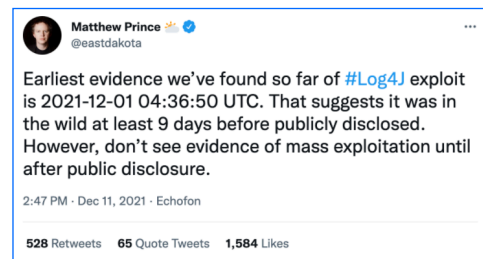 Matthew Prince
@eastdakota
Earliest evidence we've found so far of #Log4J exploit
is 2021-12-01 04:36:50 UTC. That suggests it was in
the wild at least 9 days before publicly disclosed.
However, don't see evidence of mass exploitation until
after public disclosure.
2:47 PM · Dec 11, 2021 · Echofon
528 Retweets 65 Quote Tweets 1,584 Likes